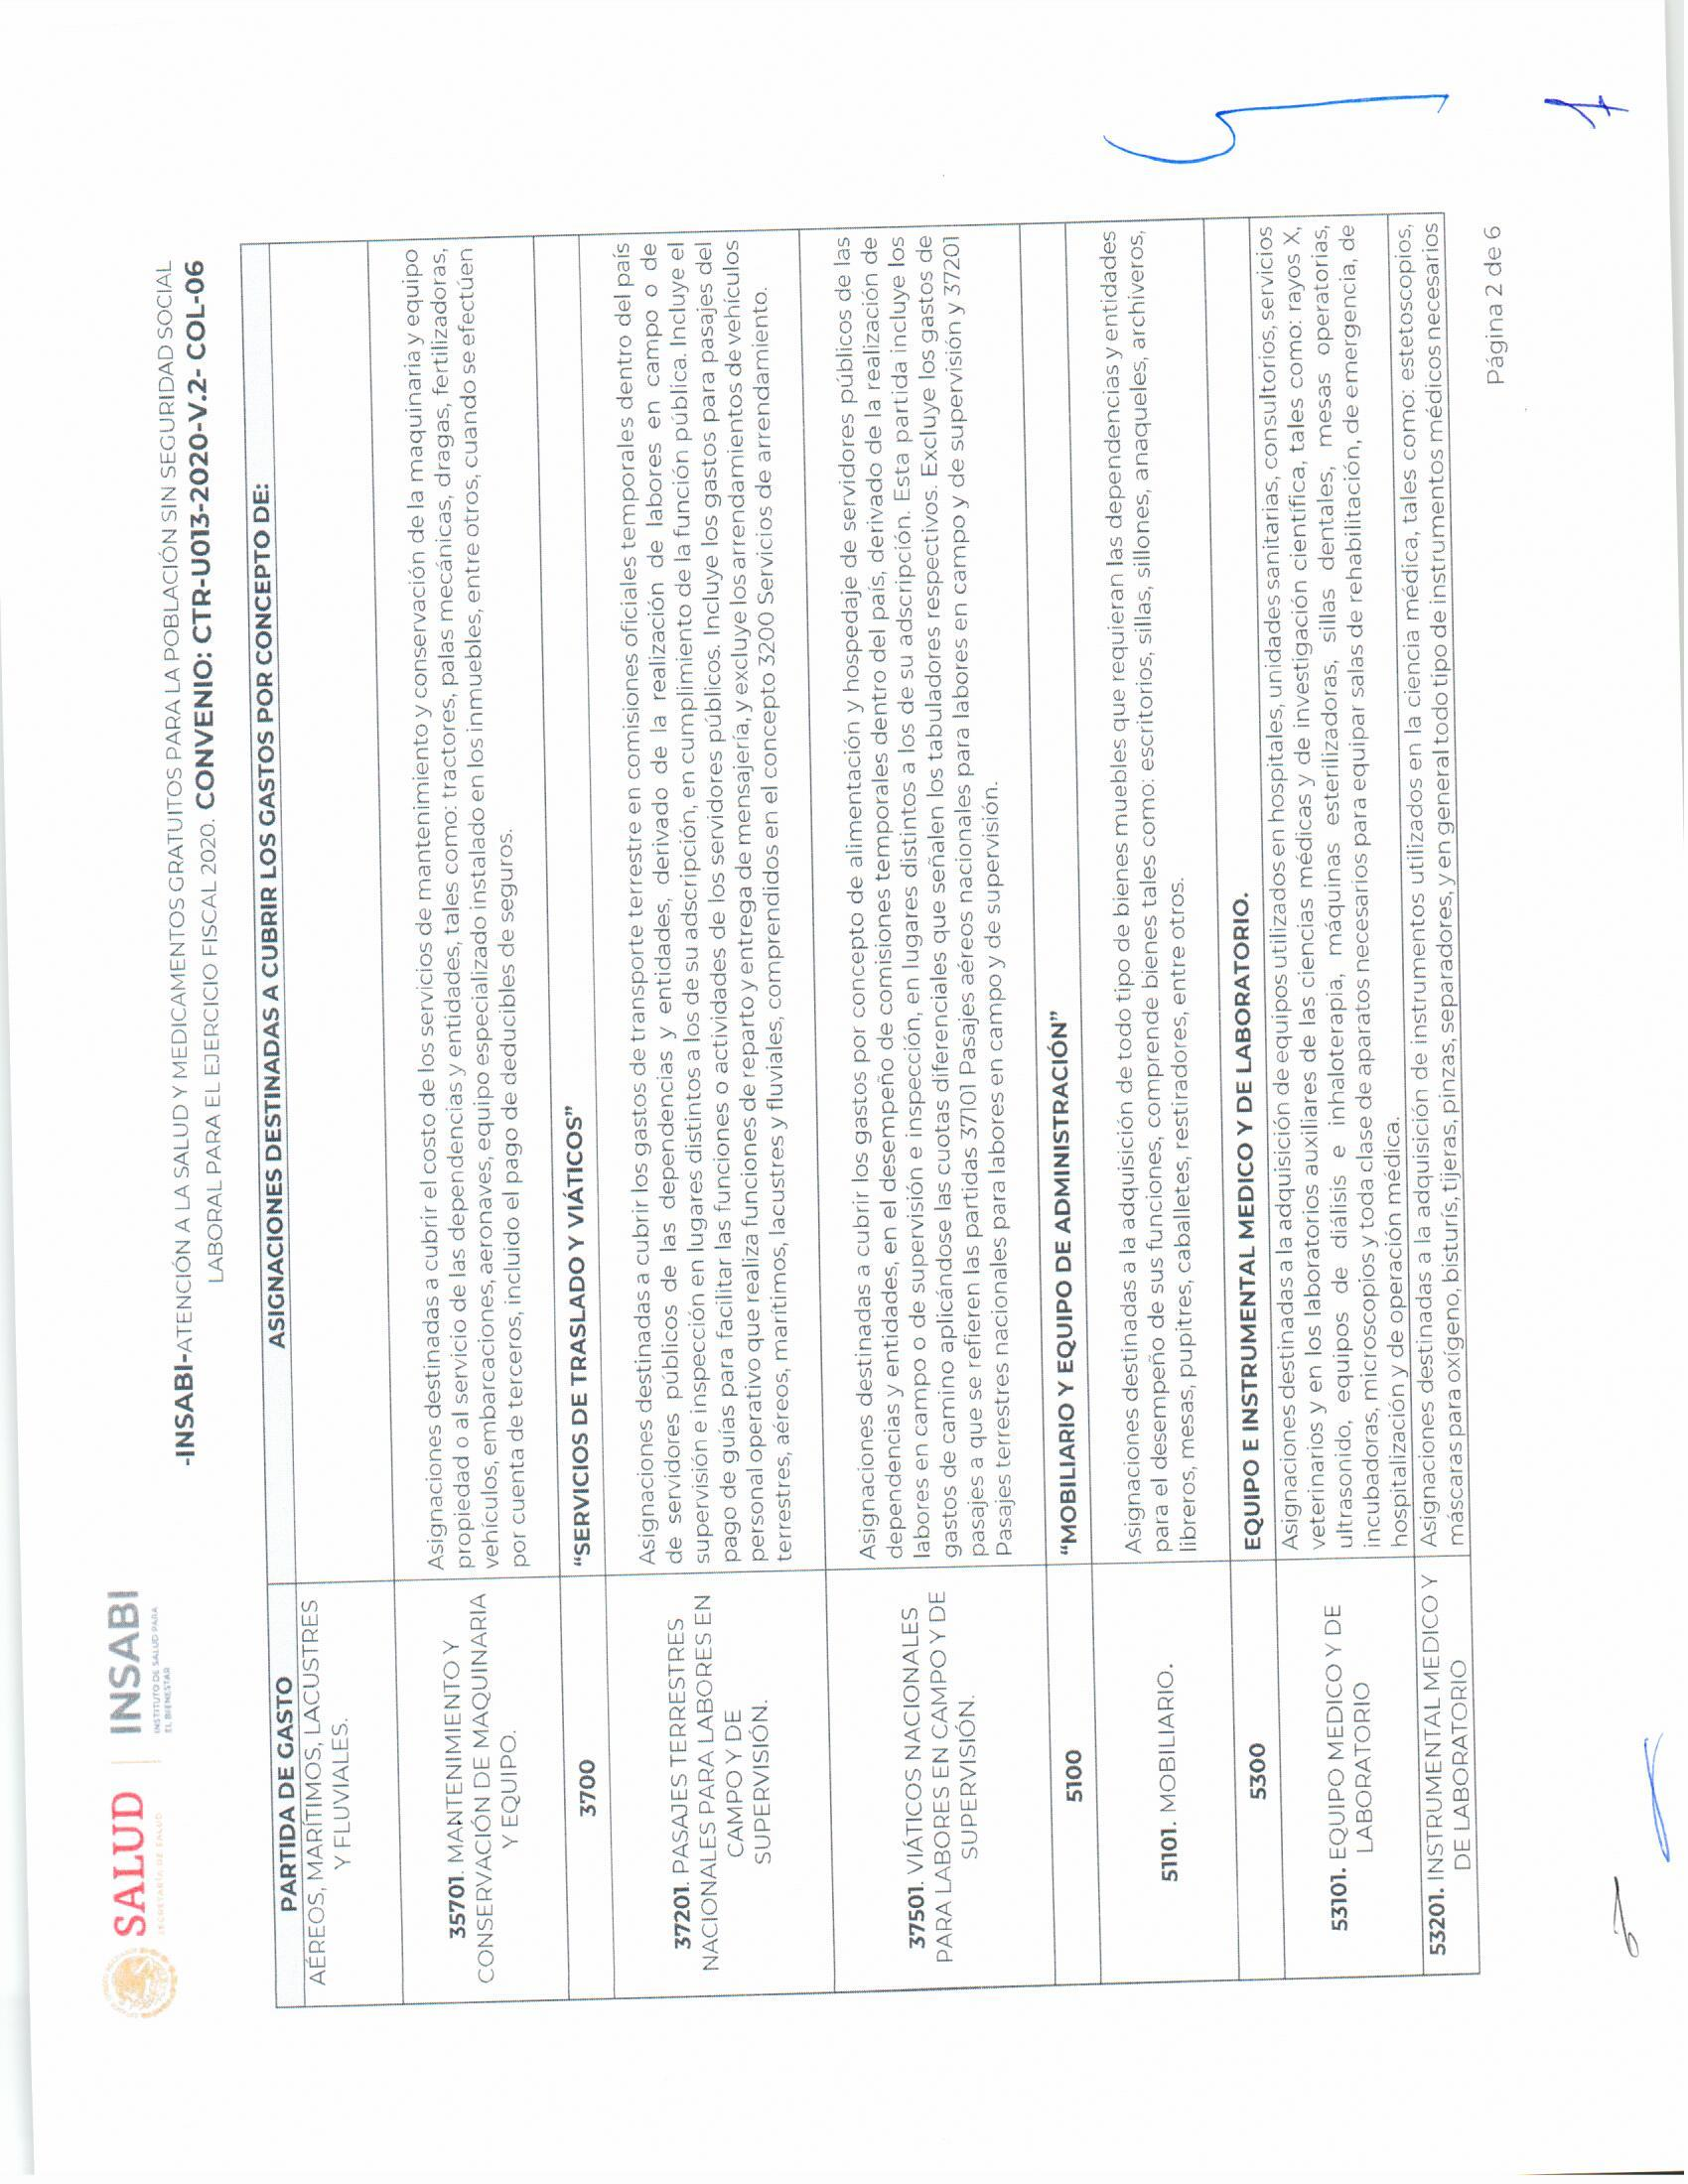 SALUD
SECRETARÍA DE SALUD
INSABI
INSTITUTO DE SALUD PARA
EL BIENESTAR
-INSABI-ATENCIÓN A LA SALUD Y MEDICAMENTOS GRATUITOS PARA LA POBLACIÓN SIN SEGURIDAD SOCIAL
LABORAL PARA EL EJERCICIO FISCAL 2020. CONVENIO: CTR-U013-2020-V.2- COL-06
PARTIDA DE GASTO
ASIGNACIONES DESTINADAS A CUBRIR LOS GASTOS POR CONCEPTO DE:
AÉREOS, MARÍTIMOS, LACUSTRES
Y FLUVIALES.
35701. MANTENIMIENTO Y
CONSERVACIÓN DE MAQUINARIA
Y EQUIPO.
Asignaciones destinadas a cubrir el costo de los servicios de mantenimiento y conservación de la maquinaria y equipo
propiedad o al servicio de las dependencias y entidades, tales como: tractores, palas mecánicas, dragas, fertilizadoras,
vehículos, embarcaciones, aeronaves, equipo especializado instalado en los inmuebles, entre otros, cuando se efectúen
por cuenta de terceros, incluido el pago de deducibles de seguros.
3700
“SERVICIOS DE TRASLADO Y VIÁTICOS”
37201. PASAJES TERRESTRES
NACIONALES PARA LABORES EN
CAMPO Y DE
SUPERVISIÓN.
Asignaciones destinadas a cubrir los gastos de transporte terrestre en comisiones oficiales temporales dentro del país
de servidores públicos de las dependencias y entidades, derivado de la realización de labores en campo o de
supervisión e inspección en lugares distintos a los de su adscripción, en cumplimiento de la función pública. Incluye el
pago de guías para facilitar las funciones o actividades de los servidores públicos. Incluye los gastos para pasajes del
personal operativo que realiza funciones de reparto y entrega de mensajería, y excluye los arrendamientos de vehículos
terrestres, aéreos, marítimos, lacustres y fluviales, comprendidos en el concepto 3200 Servicios de arrendamiento.
37501. VIÁTICOS NACIONALES
PARA LABORES EN CAMPO Y DE
SUPERVISIÓN.
Asignaciones destinadas a cubrir los gastos por concepto de alimentación y hospedaje de servidores públicos de las
dependencias y entidades, en el desempeño de comisiones temporales dentro del país, derivado de la realización de
labores en campo o de supervisión e inspección, en lugares distintos a los de su adscripción. Esta partida incluye los
gastos de camino aplicándose las cuotas diferenciales que señalen los tabuladores respectivos. Excluye los gastos de
pasajes a que se refieren las partidas 37101 Pasajes aéreos nacionales para labores en campo y de supervisión y 37201
Pasajes terrestres nacionales para labores en campo y de supervisión.
5100
“MOBILIARIO Y EQUIPO DE ADMINISTRACIÓN”
51101. MOBILIARIO.
Asignaciones destinadas a la adquisición de todo tipo de bienes muebles que requieran las dependencias y entidades
para el desempeño de sus funciones, comprende bienes tales como: escritorios, sillas, sillones, anaqueles, archiveros,
libreros, mesas, pupitres, caballetes, restiradores, entre otros.
5300
EQUIPO E INSTRUMENTAL MEDICO Y DE LABORATORIO.
53101. EQUIPO MEDICO Y DE
LABORATORIO
Asignaciones destinadas a la adquisición de equipos utilizados en hospitales, unidades sanitarias, consultorios, servicios
veterinarios y en los laboratorios auxiliares de las ciencias médicas y de investigación científica, tales como: rayos X,
ultrasonido, equipos de diálisis e inhaloterapia, máquinas esterilizadoras, sillas dentales, mesas operatorias,
incubadoras, microscopios y toda clase de aparatos necesarios para equipar salas de rehabilitación, de emergencia, de
hospitalización y de operación médica.
53201. INSTRUMENTAL MEDICO Y
DE LABORATORIO
Asignaciones destinadas a la adquisición de instrumentos utilizados en la ciencia médica, tales como: estetoscopios,
máscaras para oxígeno, bisturís, tijeras, pinzas, separadores, y en general todo tipo de instrumentos médicos necesarios
Página 2 de 6